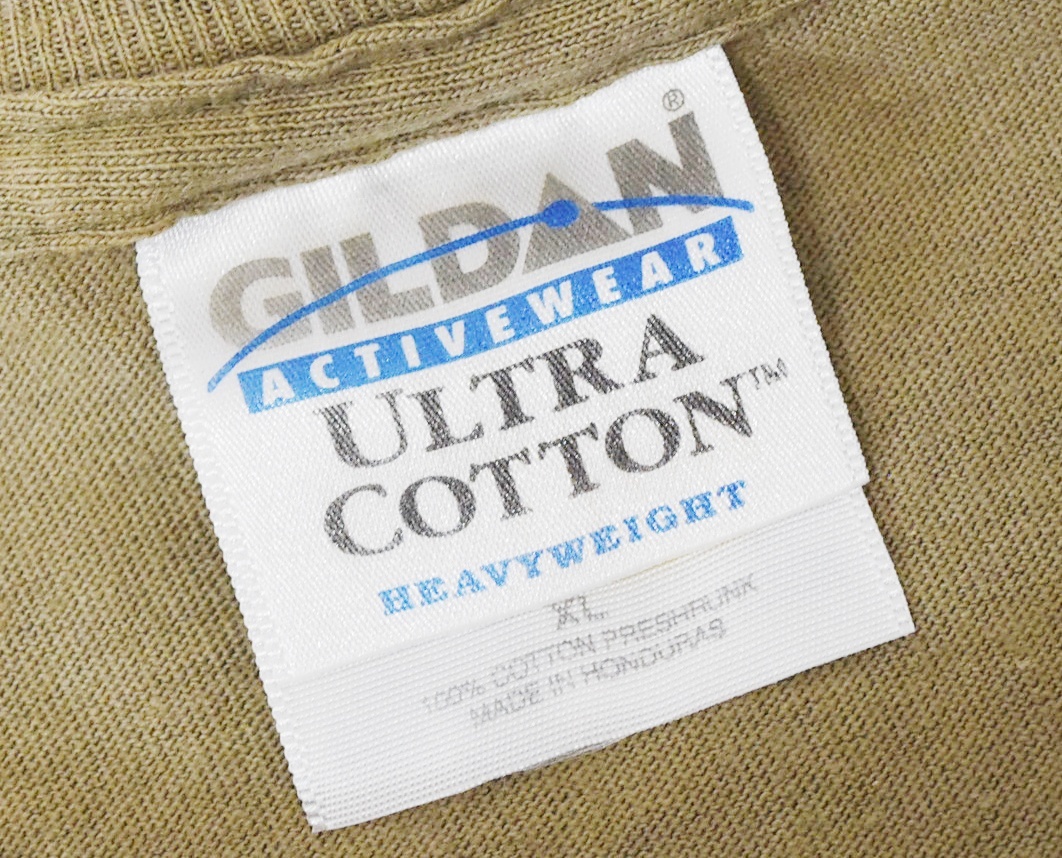 GILDAN®
ACTIVEWEAR
ULTRA
COTTON™
HEAVYWEIGHT
XL
100% COTTON PRESHRUNK
MADE IN HONDURAS